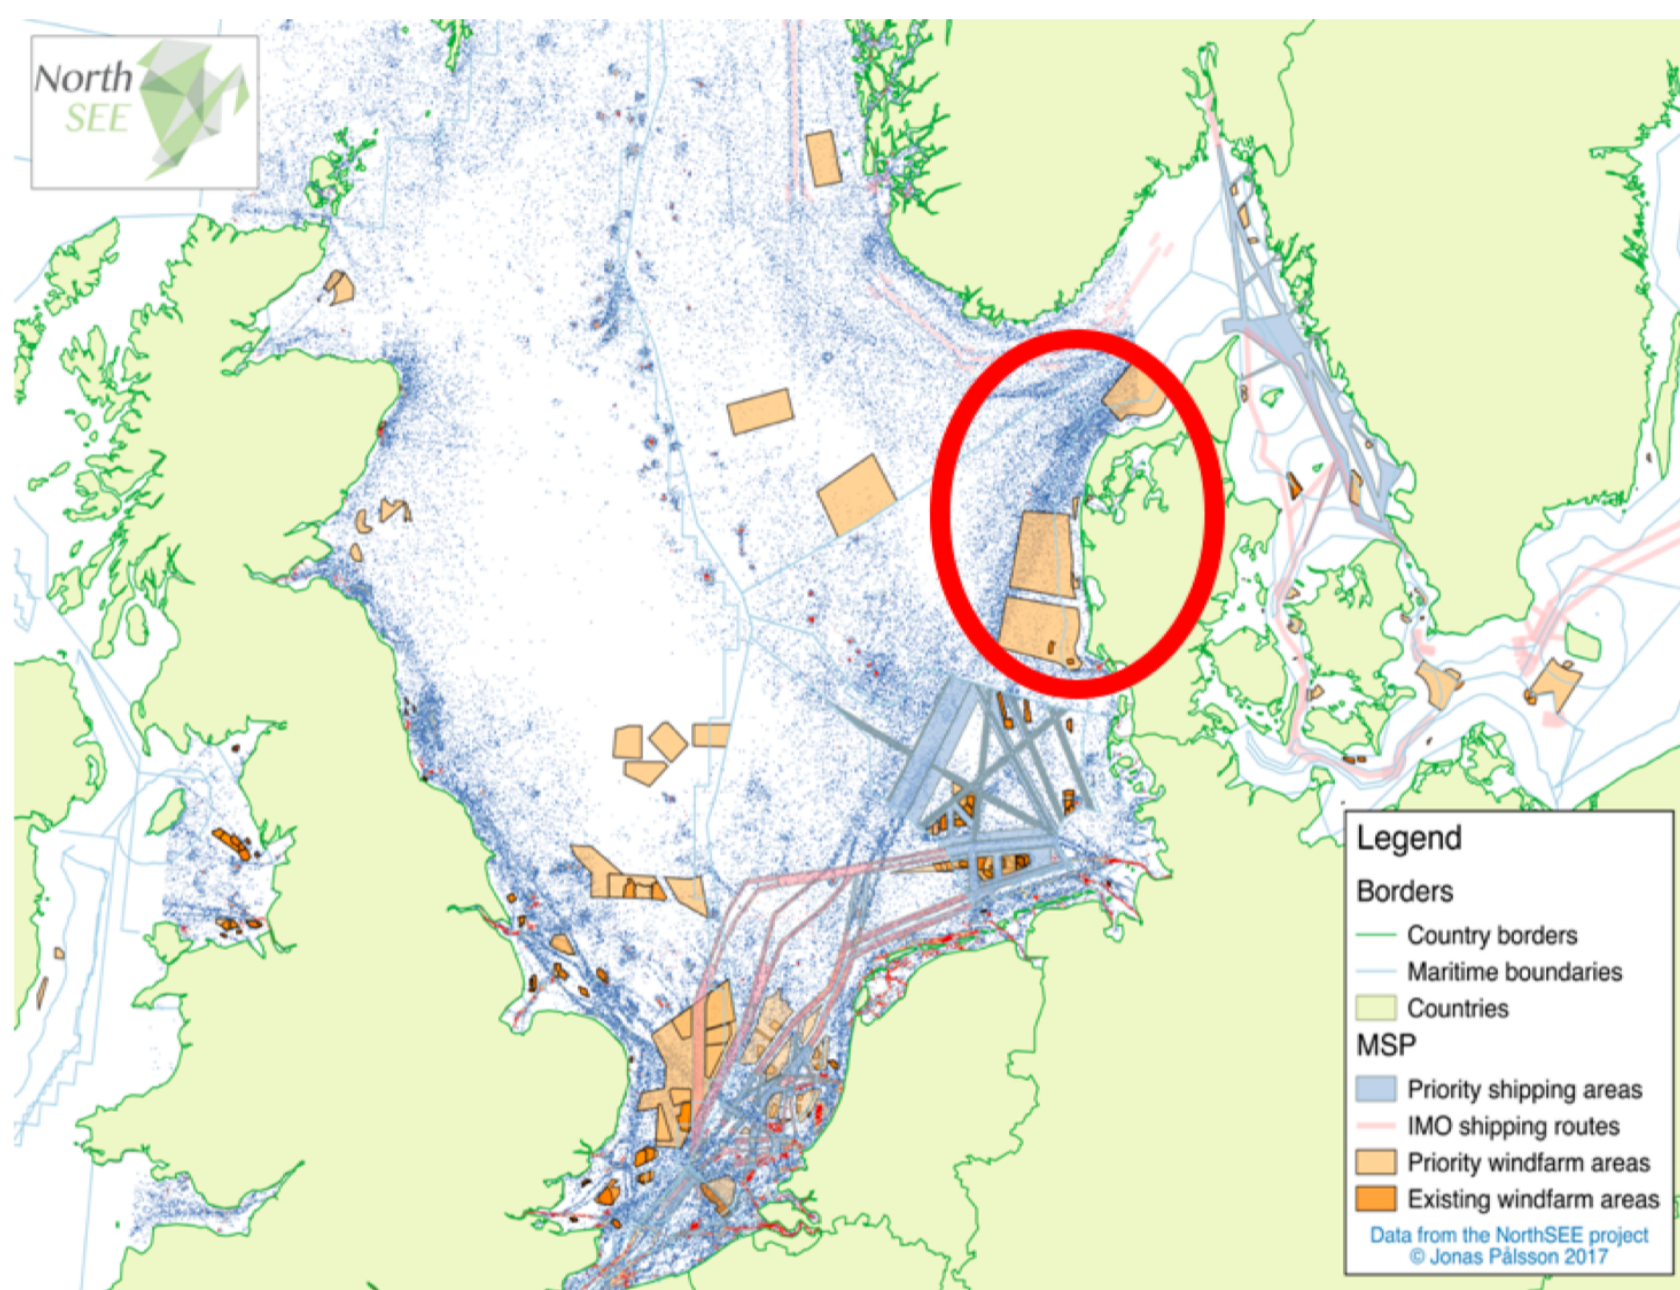 North
SEE
Legend
Borders
Country borders
Maritime boundaries
Countries
MSP
Priority shipping areas
IMO shipping routes
Priority windfarm areas
Existing windfarm areas
Data from the NorthSEE project
© Jonas Pålsson 2017